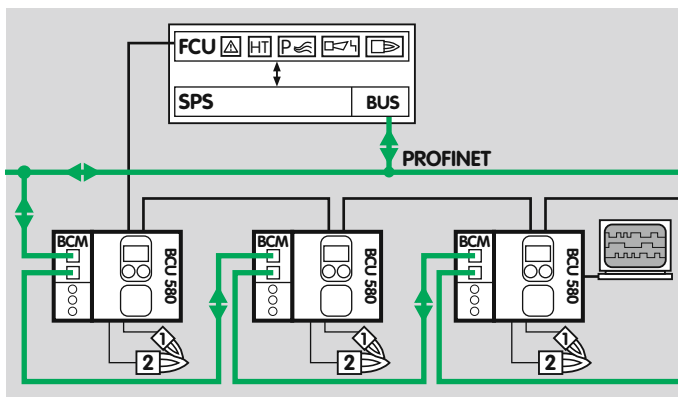 FCU HT P
SPS BUS
PROFINET
BCM BCU 580
BCM BCU 580
BCM BCU 580
1
2
1
2
1
2